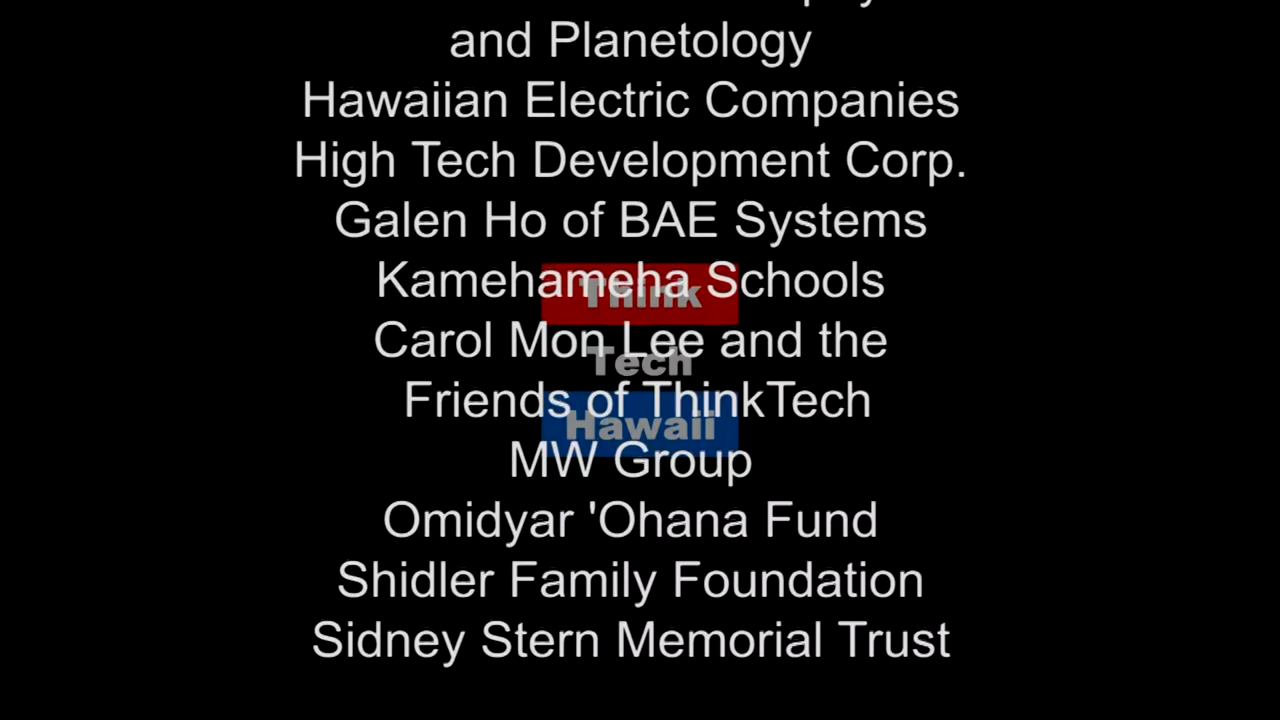 and Planetology
Hawaiian Electric Companies
High Tech Development Corp.
Galen Ho of BAE Systems
Kamehameha Schools
Think
Carol Mon Lee and the
Tech
Friends of ThinkTech
Hawaii
MW Group
Omidyar 'Ohana Fund
Shidler Family Foundation
Sidney Stern Memorial Trust